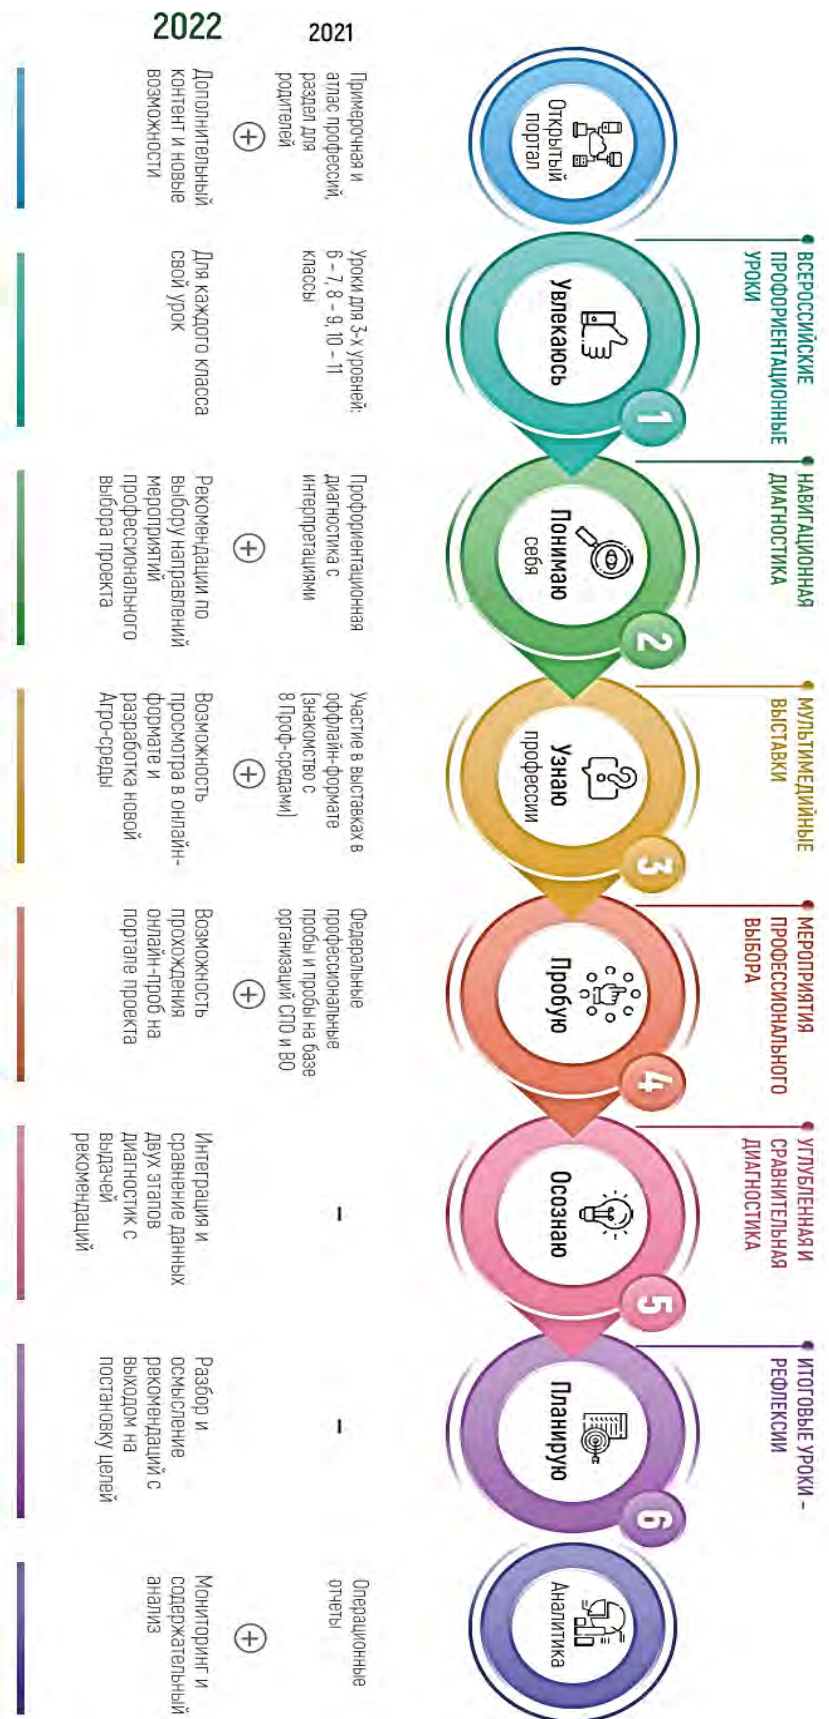 ВСЕРОССИЙСКИЕ
ПРОФОРИЕНТАЦИОННЫЕ
УРОКИ
НАВИГАЦИОННАЯ
ДИАГНОСТИКА
МУЛЬТИМЕДИЙНЫЕ
ВЫСТАВКИ
МЕРОПРИЯТИЯ
ПРОФЕССИОНАЛЬНОГО
ВЫБОРА
УГЛУБЛЕННАЯ И
СРАВНИТЕЛЬНАЯ
ДИАГНОСТИКА
ИТОГОВЫЕ УРОКИ –
РЕФЛЕКСИИ
Открытый
портал
Увлекаюсь
1
Понимаю
себя
2
Узнаю
профессии
3
Пробую
4
Осознаю
5
Планирую
6
Аналитика
2021
Примерочная и
атлас профессий,
раздел для
родителей
Уроки для 3-х уровней:
6 – 7, 8 – 9, 10 – 11
классы
Профориентационная
диагностика с
интерпретациями
Участие в выставках в
оффлайн-формате
(знакомство с
8 Проф-средами)
Федеральные
профессиональные
пробы и пробы на базе
организаций СПО и ВО
–
–
Операционные
отчеты
+
+
+
+
+
2022
Дополнительный
контент и новые
возможности
Для каждого класса
свой урок
Рекомендации по
выбору направлений
мероприятий
профессионального
выбора проекта
Возможность
просмотра в онлайн-
формате и
разработка новой
Агро-среды
Возможность
прохождения
онлайн-проб на
портале проекта
Интеграция и
сравнение данных
двух этапов
диагностик с
выдачей
рекомендаций
Разбор и
осмысление
рекомендаций с
выходом на
постановку целей
Мониторинг и
содержательный
анализ